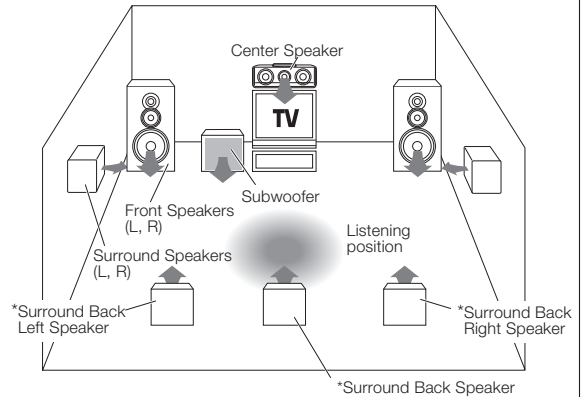 Center Speaker
TV
Subwoofer
Front Speakers
(L, R)
Listening
position
Surround Speakers
(L, R)
*Surround Back
Left Speaker
*Surround Back
Right Speaker
*Surround Back Speaker